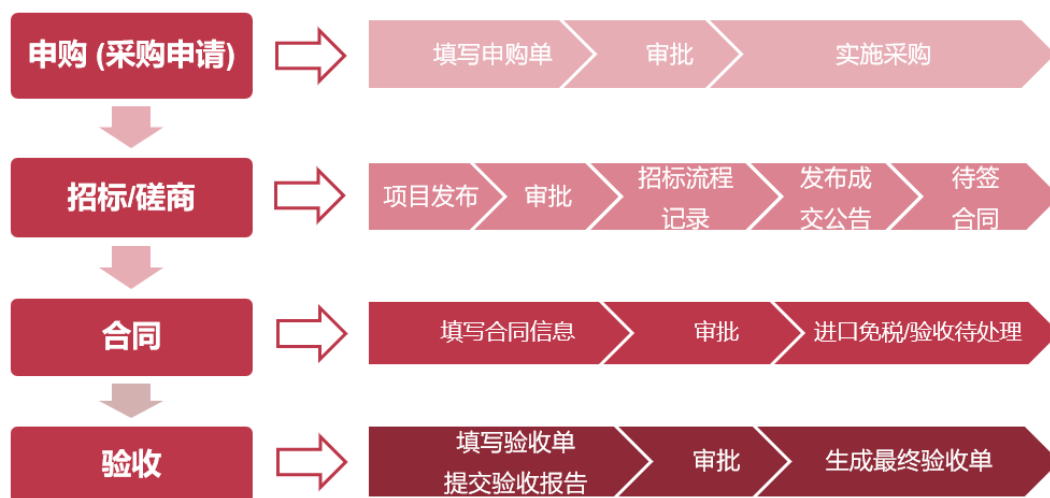 申购 (采购申请)
填写申购单
审批
实施采购
招标/磋商
项目发布
审批
招标流程
记录
发布成
交公告
待签
合同
合同
填写合同信息
审批
进口免税/验收待处理
验收
填写验收单
提交验收报告
审批
生成最终验收单